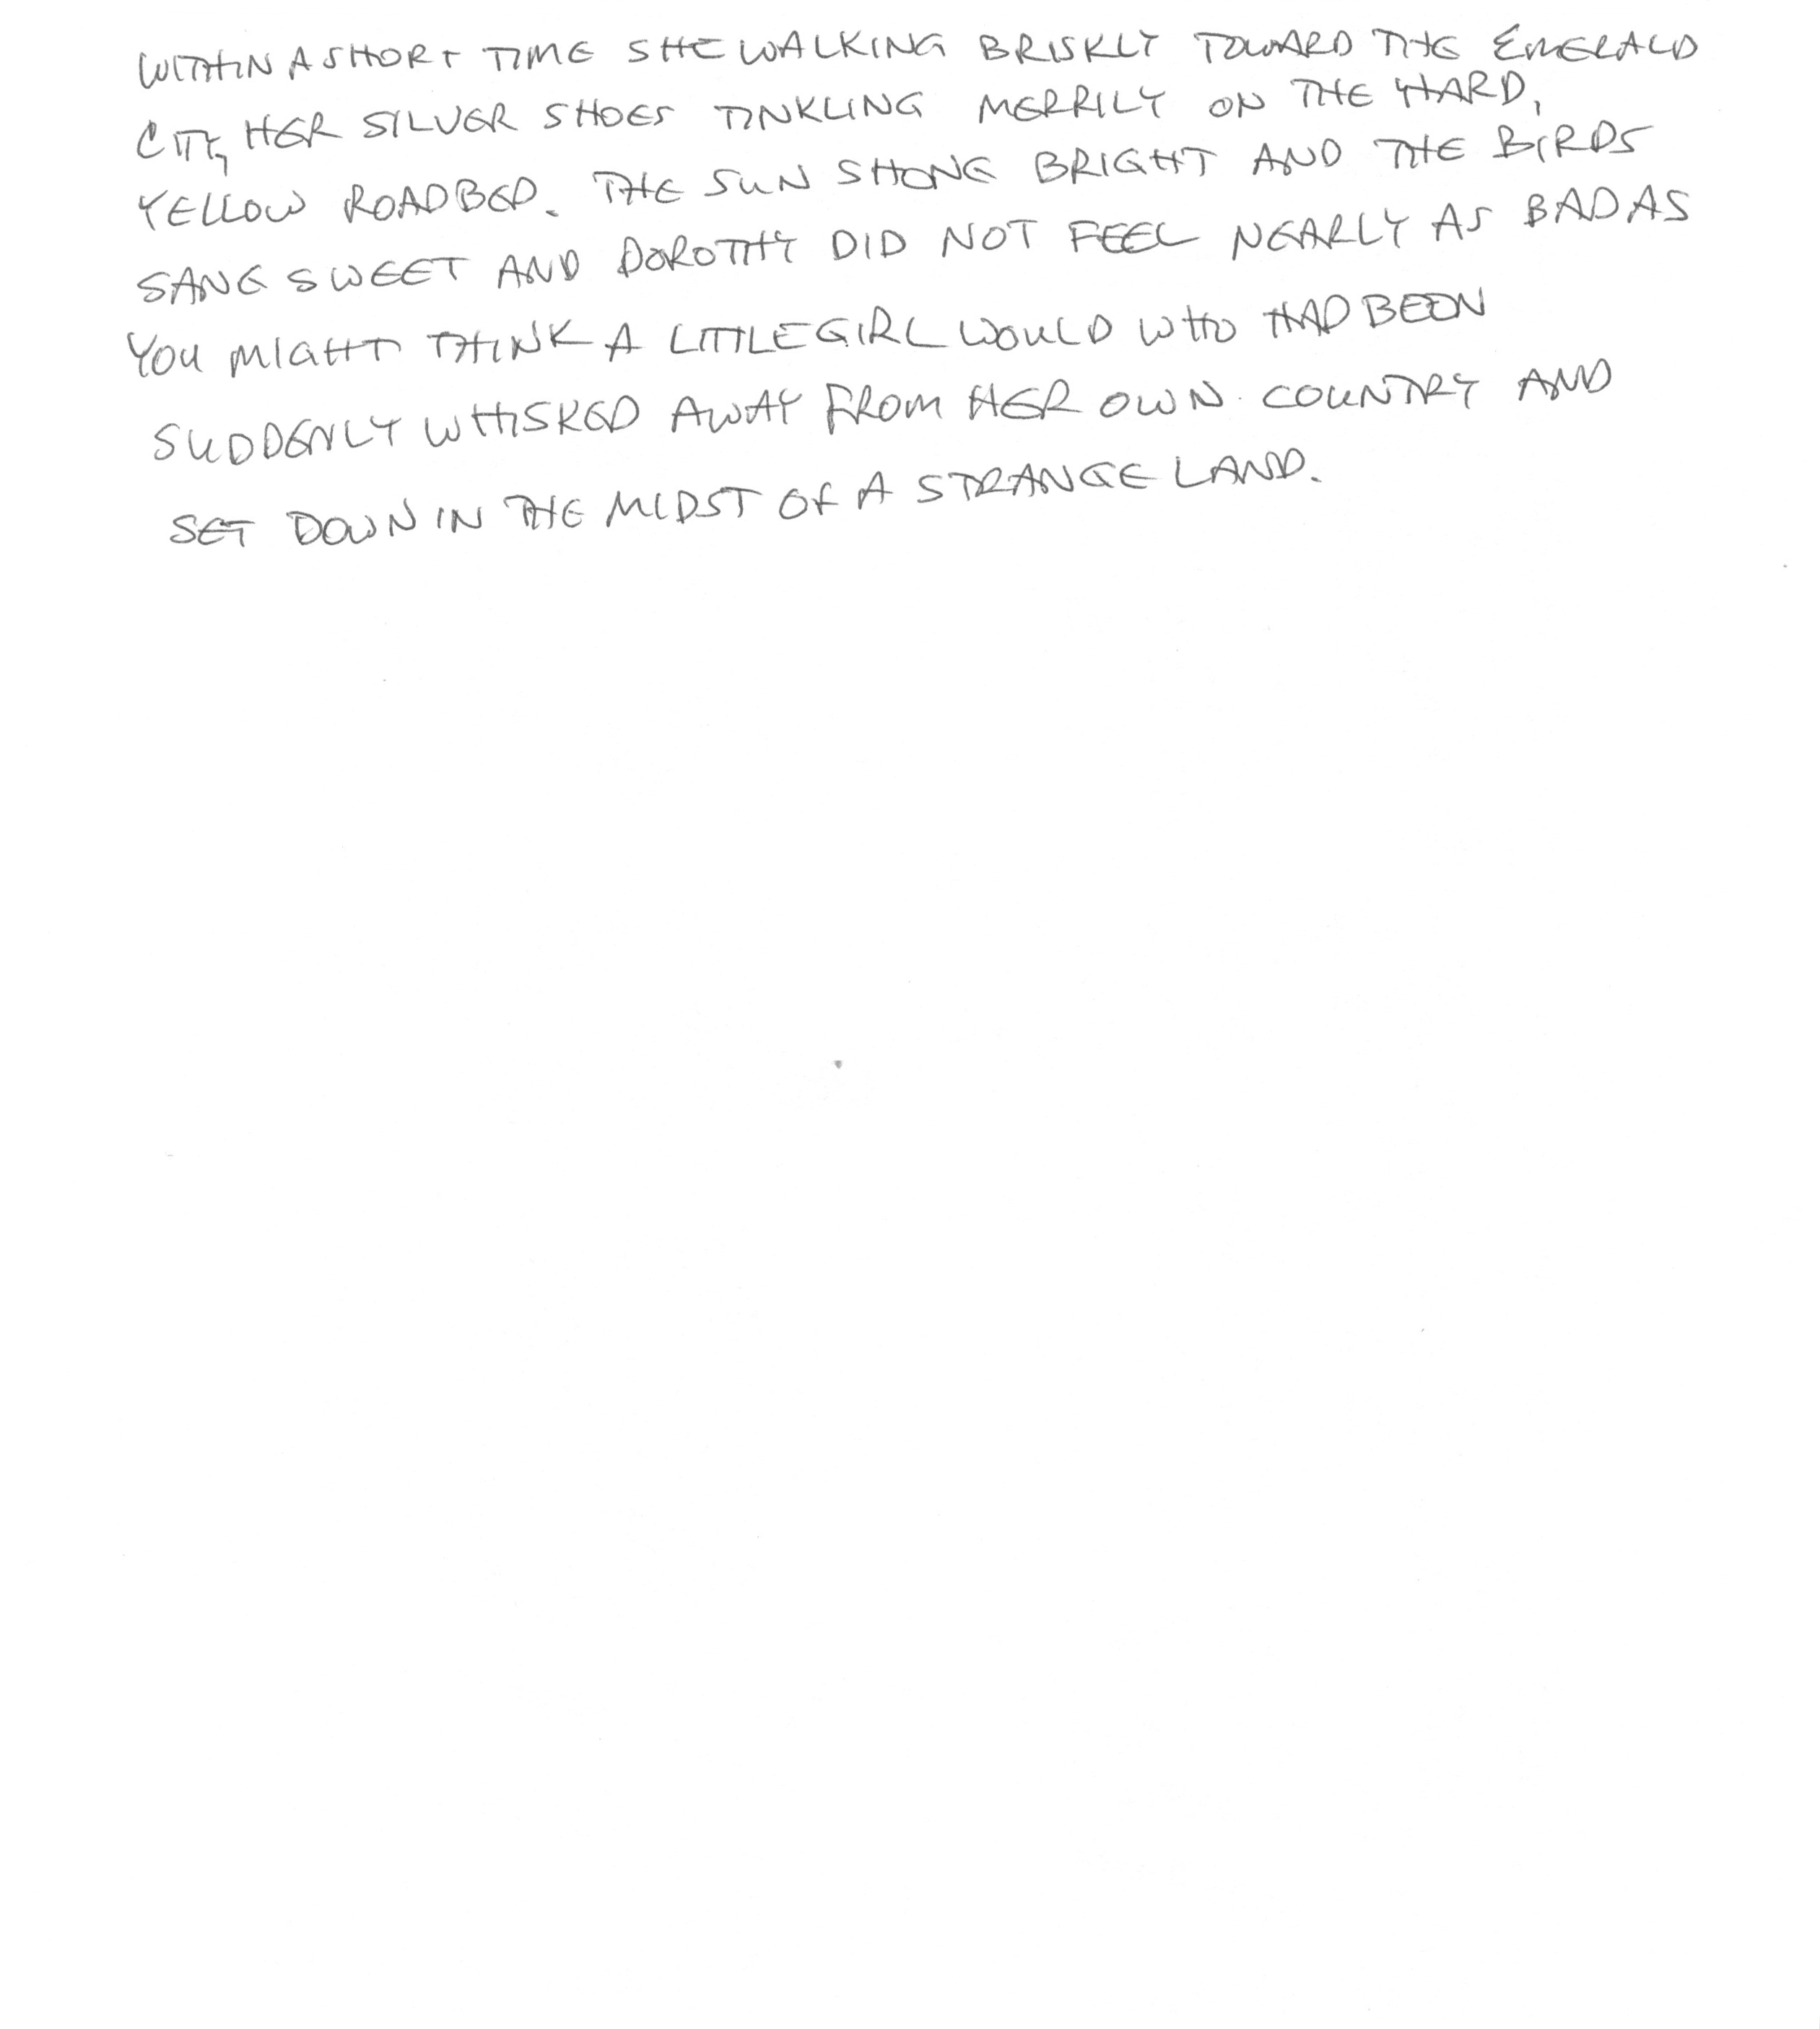 WITHIN A SHORT TIME SHE WALKING BRISKLY TOWARD THE EMERALD
CITY, HER SILVER SHOES TINKLING MERRILY ON THE HARD,
YELLOW ROADBED. THE SUN SHONE BRIGHT AND THE BIRDS
SANG SWEET AND DOROTHY DID NOT FEEL NEARLY AS BAD AS
YOU MIGHT THINK A LITTLE GIRL WOULD WHO HAD BEEN
SUDDENLY WHISKED AWAY FROM HER OWN COUNTRY AND
SET DOWN IN THE MIDST OF A STRANGE LAND.